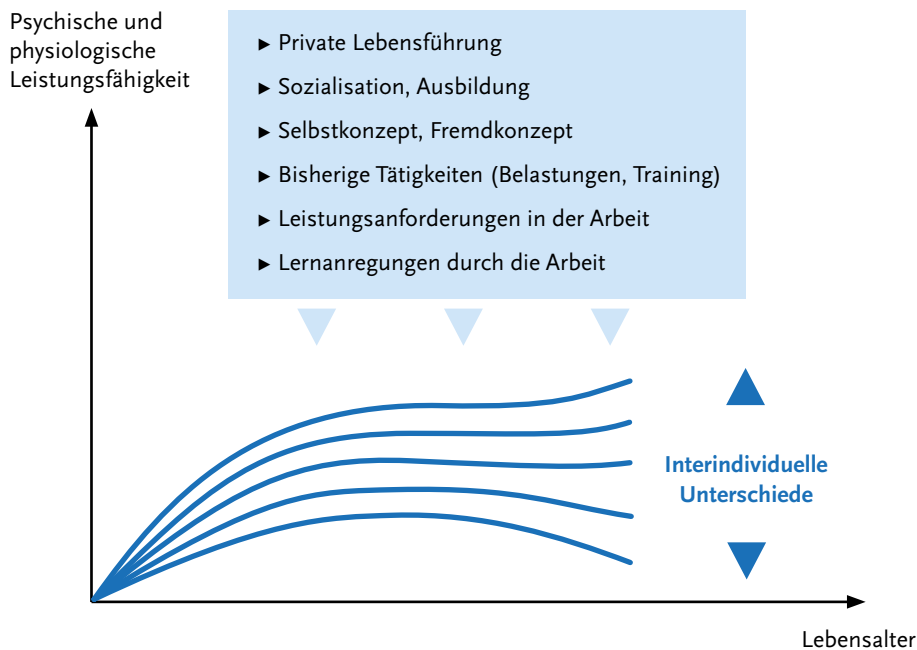 Psychische und
physiologische
Leistungsfähigkeit
▶ Private Lebensführung
▶ Sozialisation, Ausbildung
▶ Selbstkonzept, Fremdkonzept
▶ Bisherige Tätigkeiten (Belastungen, Training)
▶ Leistungsanforderungen in der Arbeit
▶ Lernanregungen durch die Arbeit
Interindividuelle
Unterschiede
Lebensalter